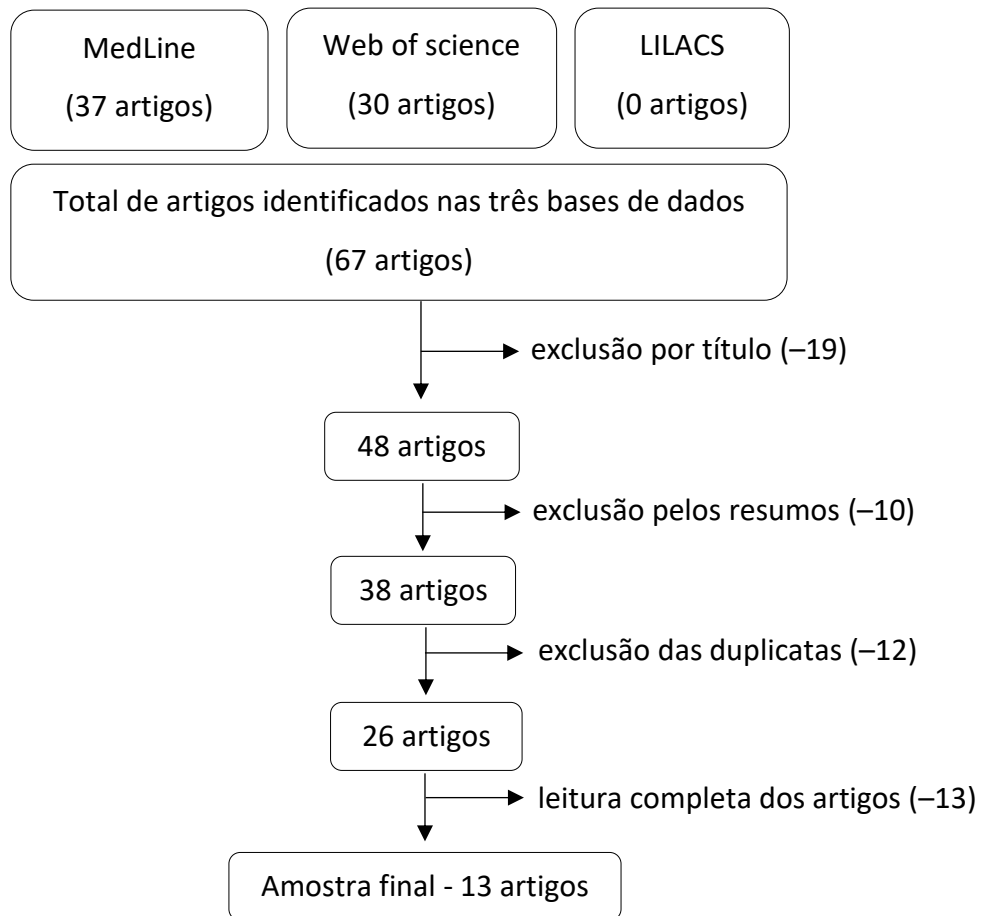 MedLine
(37 artigos)
Web of science
(30 artigos)
LILACS
(0 artigos)
Total de artigos identificados nas três bases de dados
(67 artigos)
exclusão por título (–19)
48 artigos
exclusão pelos resumos (–10)
38 artigos
exclusão das duplicatas (–12)
26 artigos
leitura completa dos artigos (–13)
Amostra final - 13 artigos